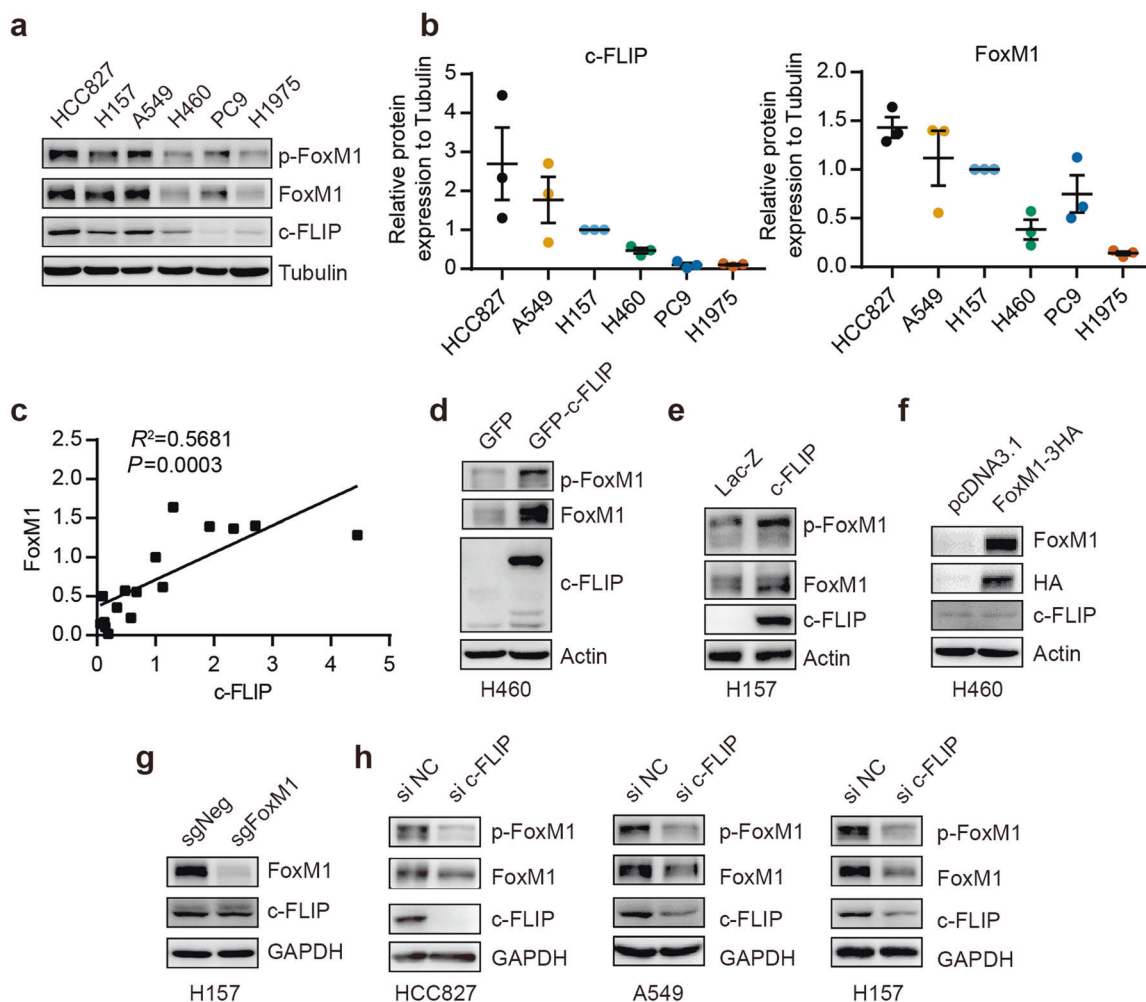 a
HCC827 H157 A549 H460 PC9 H1975
p-FoxM1
FoxM1
c-FLIP
Tubulin
b
c-FLIP
Relative protein
expression to Tubulin
5
4
3
2
1
0
HCC827 A549 H157 H460 PC9 H1975
FoxM1
Relative protein
expression to Tubulin
2.0
1.5
1.0
0.5
0.0
HCC827 A549 H157 H460 PC9 H1975
c
R²=0.5681
P=0.0003
FoxM1
2.5
2.0
1.5
1.0
0.5
0.0
0 1 2 3 4 5
c-FLIP
d
GFP GFP-c-FLIP
p-FoxM1
FoxM1
c-FLIP
Actin
H460
e
Lac-Z c-FLIP
p-FoxM1
FoxM1
c-FLIP
Actin
H157
f
pcDNA3.1 FoxM1-3HA
FoxM1
HA
c-FLIP
Actin
H460
g
sgNeg sgFoxM1
FoxM1
c-FLIP
GAPDH
H157
h
si NC si c-FLIP
p-FoxM1
FoxM1
c-FLIP
GAPDH
HCC827
si NC si c-FLIP
p-FoxM1
FoxM1
c-FLIP
GAPDH
A549
si NC si c-FLIP
p-FoxM1
FoxM1
c-FLIP
GAPDH
H157